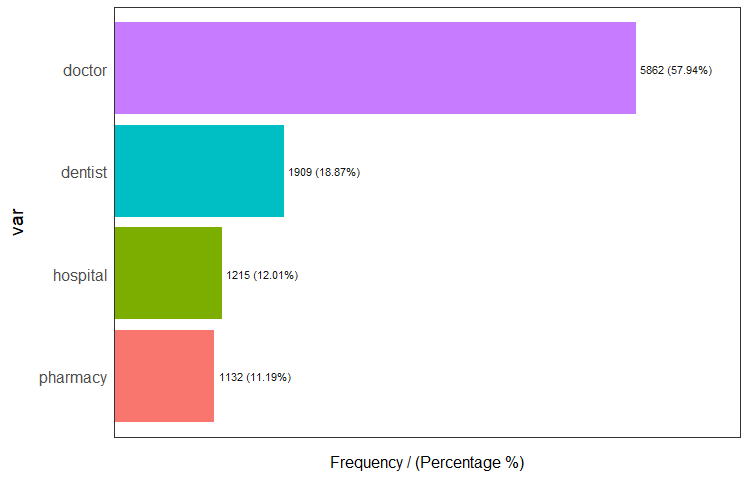 doctor
5862 (57.94%)
dentist
1909 (18.87%)
var
hospital
1215 (12.01%)
pharmacy
1132 (11.19%)
Frequency / (Percentage %)